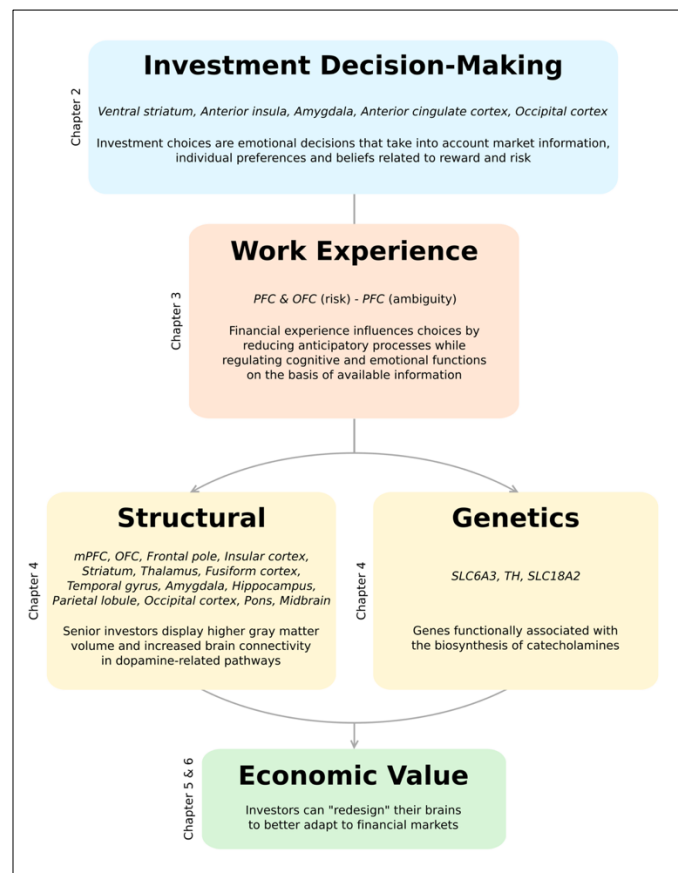 Investment Decision-Making
Chapter 2
Ventral striatum, Anterior insula, Amygdala, Anterior cingulate cortex, Occipital cortex
Investment choices are emotional decisions that take into account market information,
individual preferences and beliefs related to reward and risk
Work Experience
Chapter 3
PFC & OFC (risk) - PFC (ambiguity)
Financial experience influences choices by
reducing anticipatory processes while
regulating cognitive and emotional functions
on the basis of available information
Structural
Chapter 4
mPFC, OFC, Frontal pole, Insular cortex,
Striatum, Thalamus, Fusiform cortex,
Temporal gyrus, Amygdala, Hippocampus,
Parietal lobule, Occipital cortex, Pons, Midbrain
Senior investors display higher gray matter
volume and increased brain connectivity
in dopamine-related pathways
Genetics
Chapter 4
SLC6A3, TH, SLC18A2
Genes functionally associated with
the biosynthesis of catecholamines
Economic Value
Chapter 5 & 6
Investors can "redesign" their brains
to better adapt to financial markets